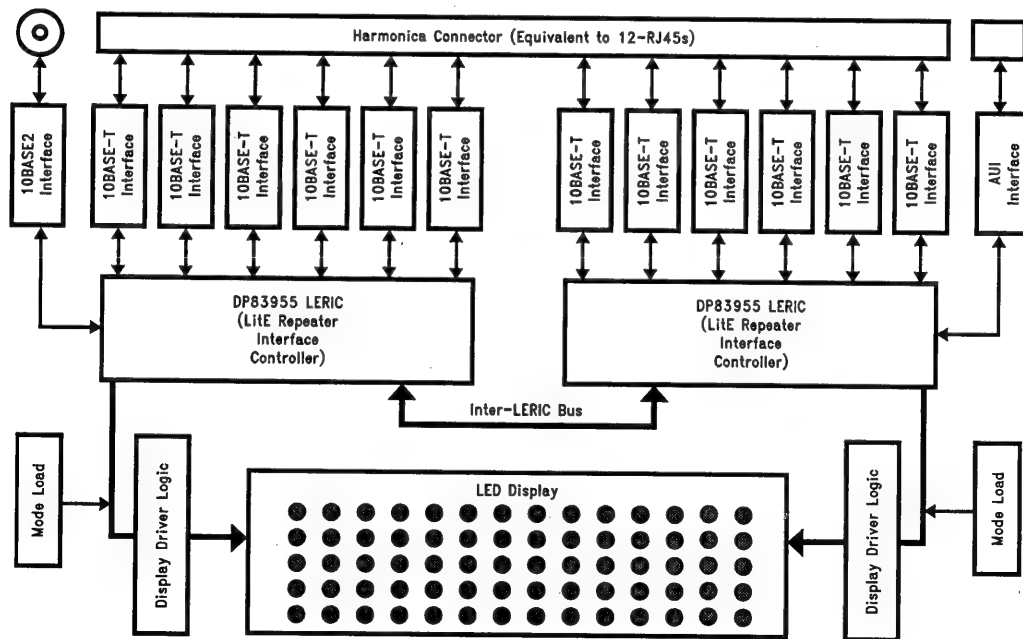 Harmonica Connector (Equivalent to 12-RJ45s)
10BASE2
Interface
10BASE-T
Interface
10BASE-T
Interface
10BASE-T
Interface
10BASE-T
Interface
10BASE-T
Interface
10BASE-T
Interface
10BASE-T
Interface
10BASE-T
Interface
10BASE-T
Interface
10BASE-T
Interface
10BASE-T
Interface
10BASE-T
Interface
AUI
Interface
DP83955 LERIC
(LitE Repeater
Interface
Controller)
DP83955 LERIC
(LitE Repeater
Interface
Controller)
Inter-LERIC Bus
Mode Load
Display Driver Logic
LED Display
Display Driver Logic
Mode Load